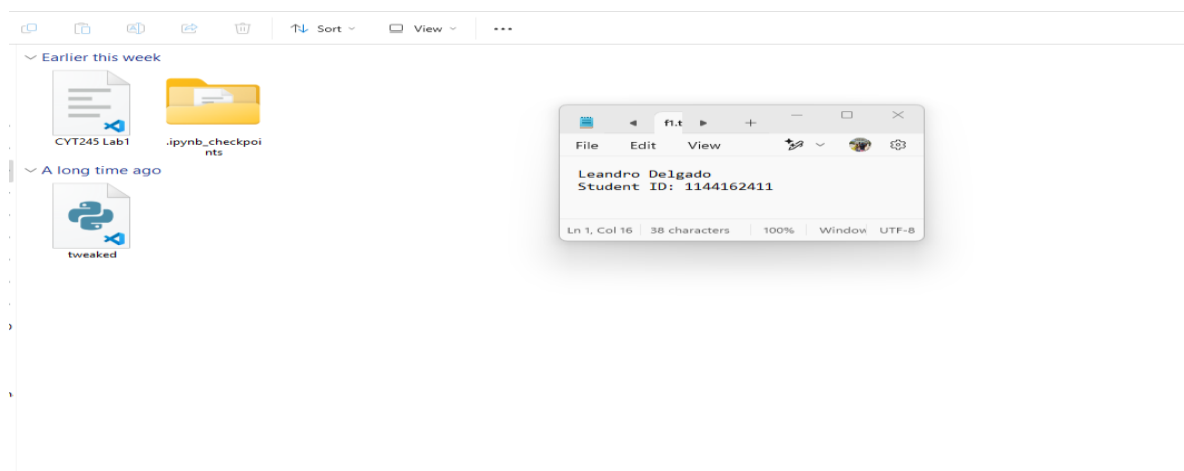 Sort View ...
Earlier this week
CYT245 Lab1
.ipynb_checkpoi
nts
A long time ago
tweaked
f1.t
File Edit View
Leandro Delgado
Student ID: 1144162411
Ln 1, Col 16 38 characters 100% Window UTF-8